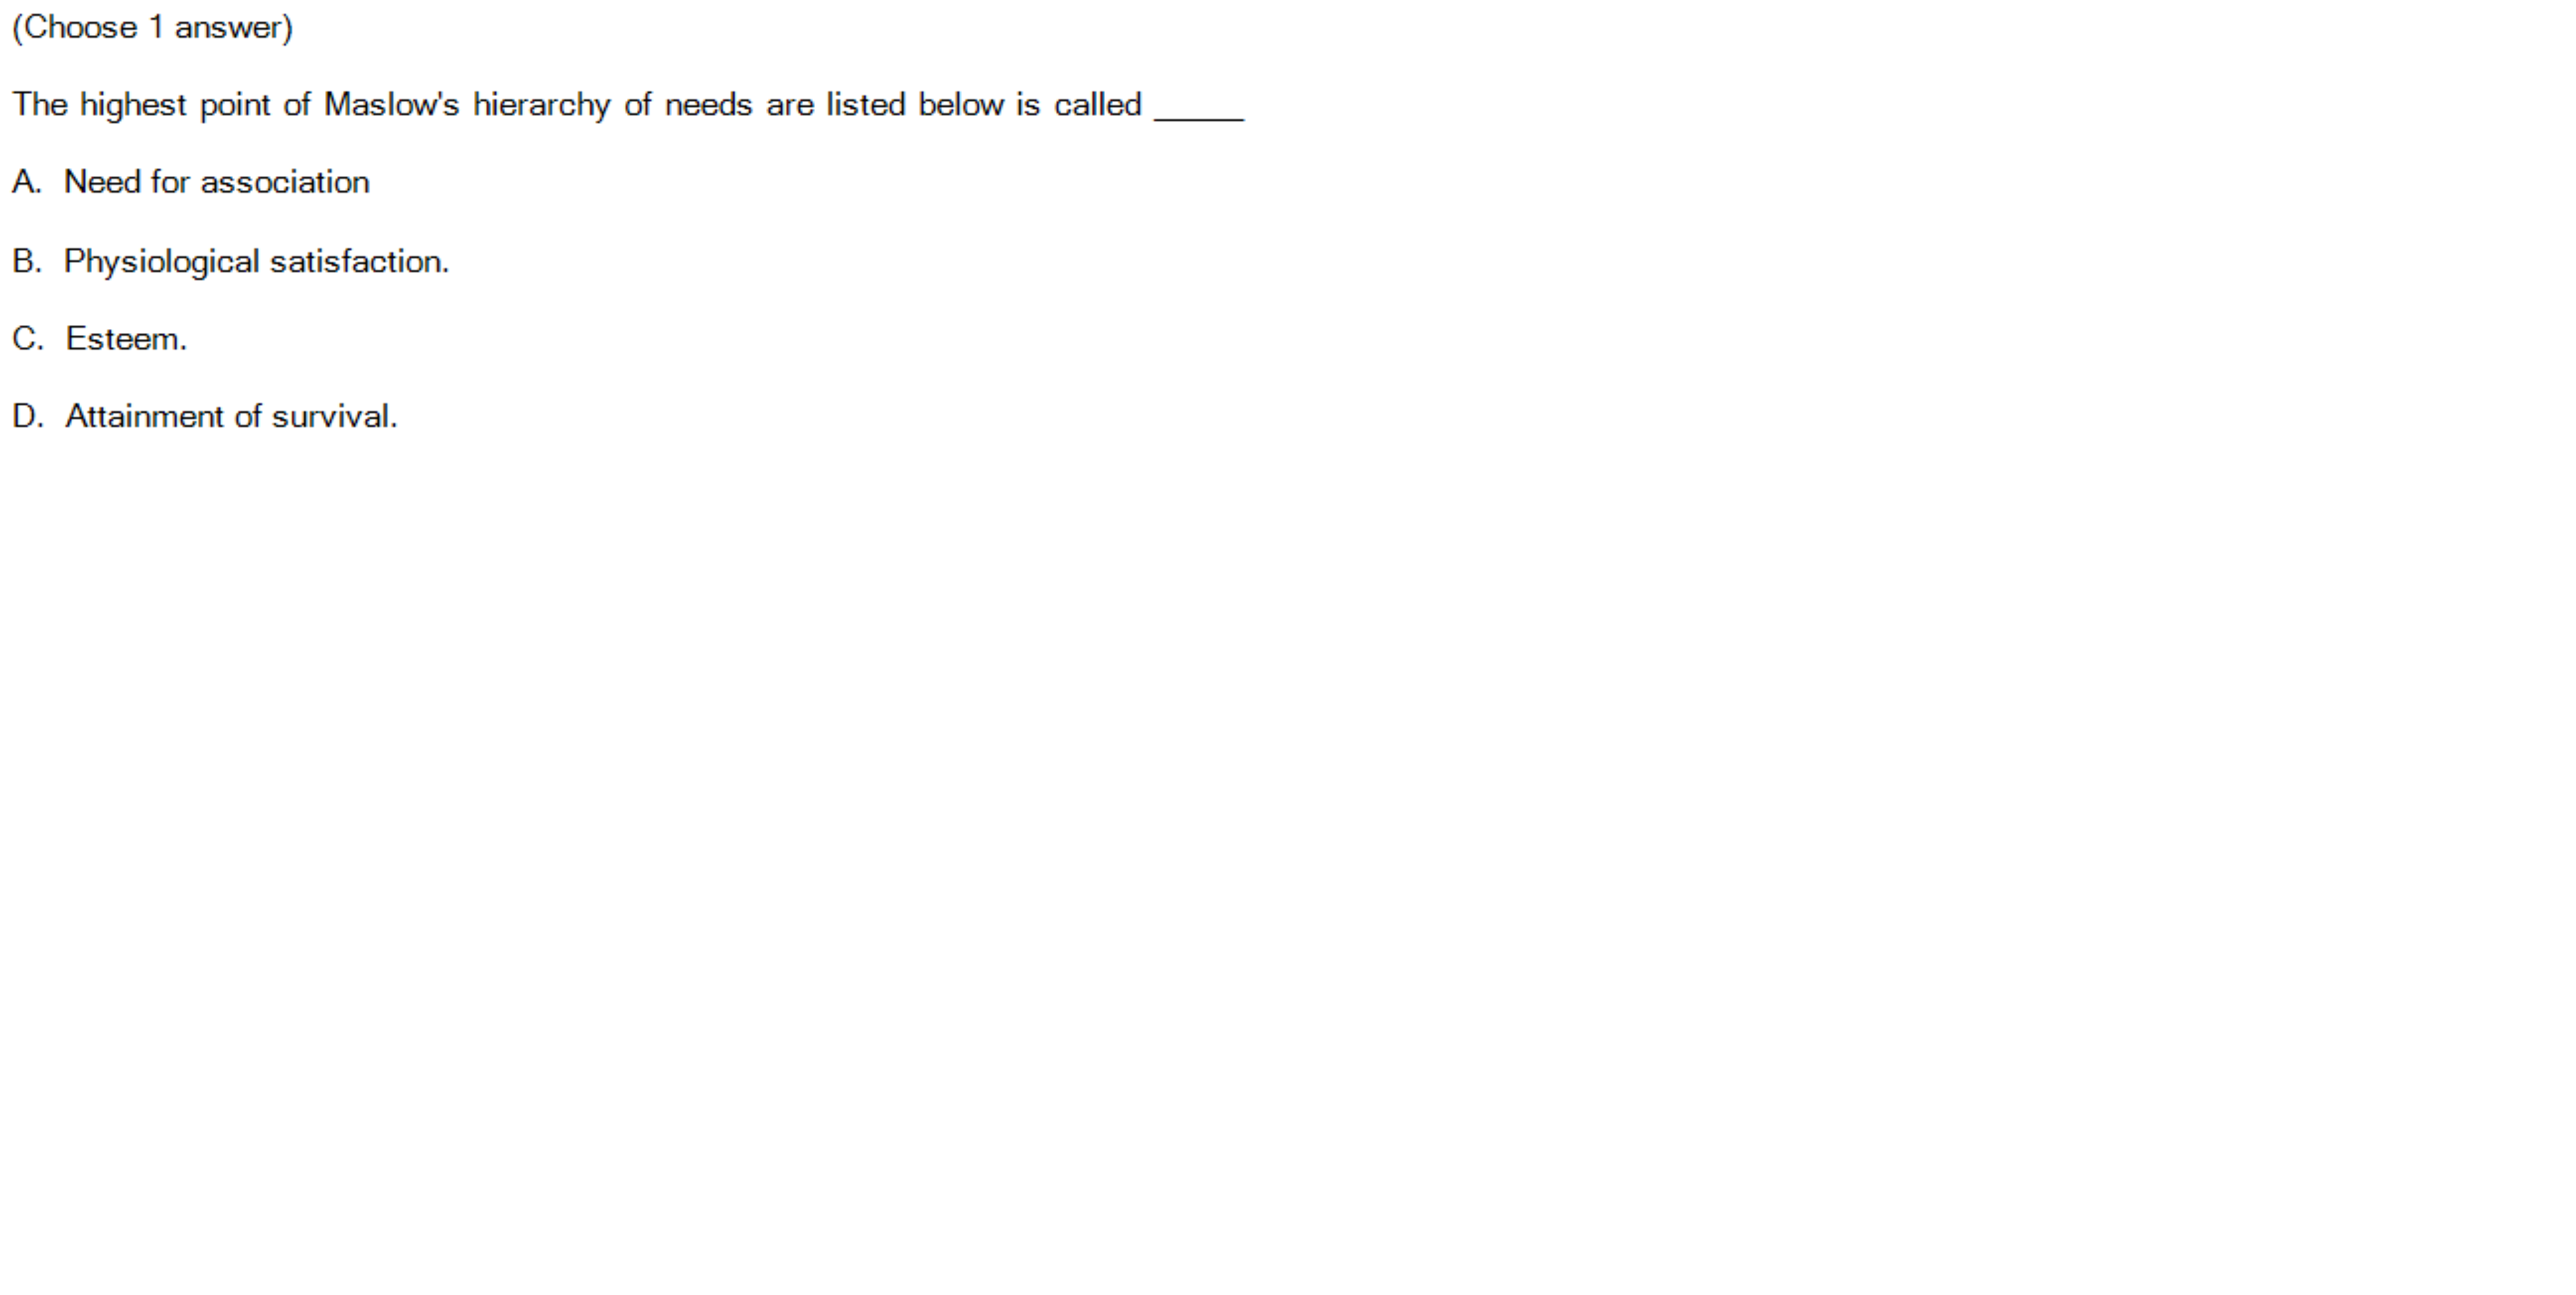 (Choose 1 answer)
The highest point of Maslow's hierarchy of needs are listed below is called _____
A. Need for association
B. Physiological satisfaction.
C. Esteem.
D. Attainment of survival.